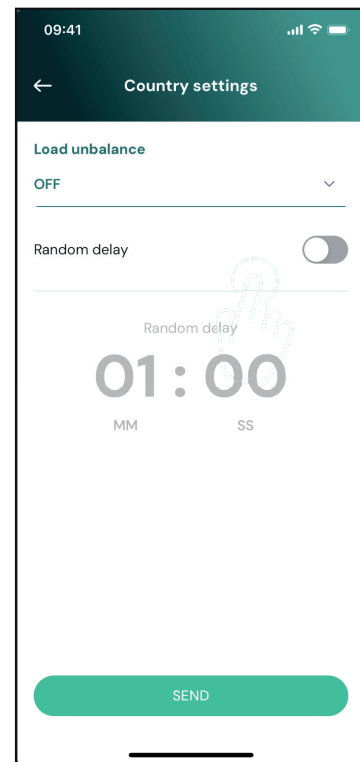 09:41
Country settings
Load unbalance
OFF
Random delay
Random delay
01 : 00
MM SS
SEND